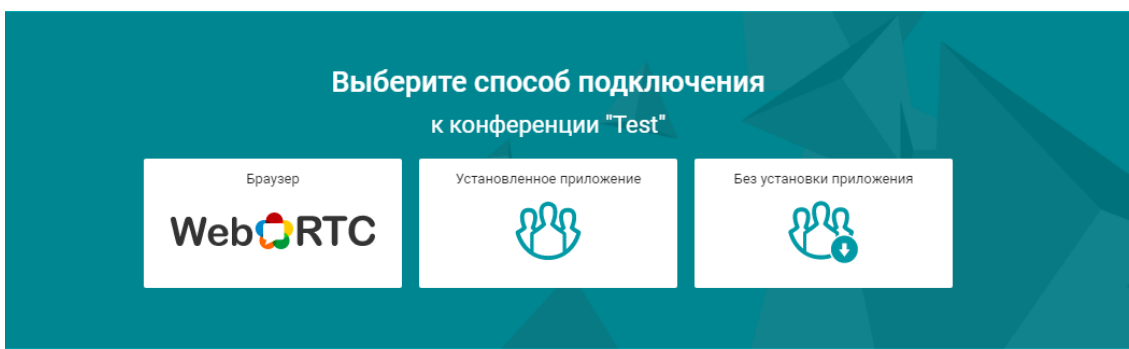 Выберите способ подключения
к конференции "Test"
Браузер
WebRTC
Установленное приложение
Без установки приложения